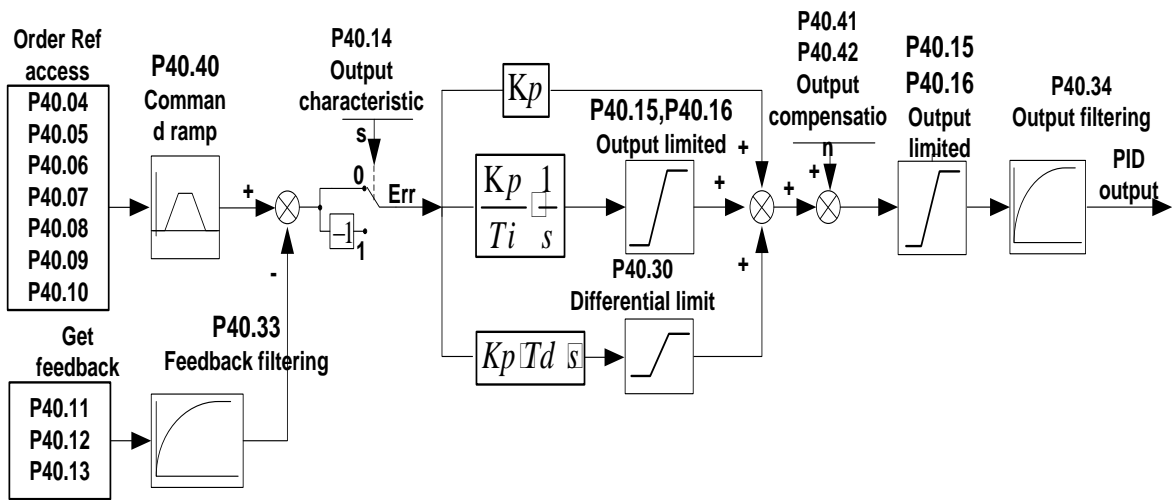 Order Ref
access
P40.04
P40.05
P40.06
P40.07
P40.08
P40.09
P40.10
P40.40
Comman
d ramp
+
-
Get
feedback
P40.11
P40.12
P40.13
P40.33
Feedback filtering
P40.14
Output
characteristic
s
0
-1
1
Err
Kp
Kp 1
Ti s
Kp Td s
P40.15,P40.16
Output limited
P40.30
Differential limit
+
+
+
+
P40.41
P40.42
Output
compensatio
n
+
P40.15
P40.16
Output
limited
P40.34
Output filtering
PID
output